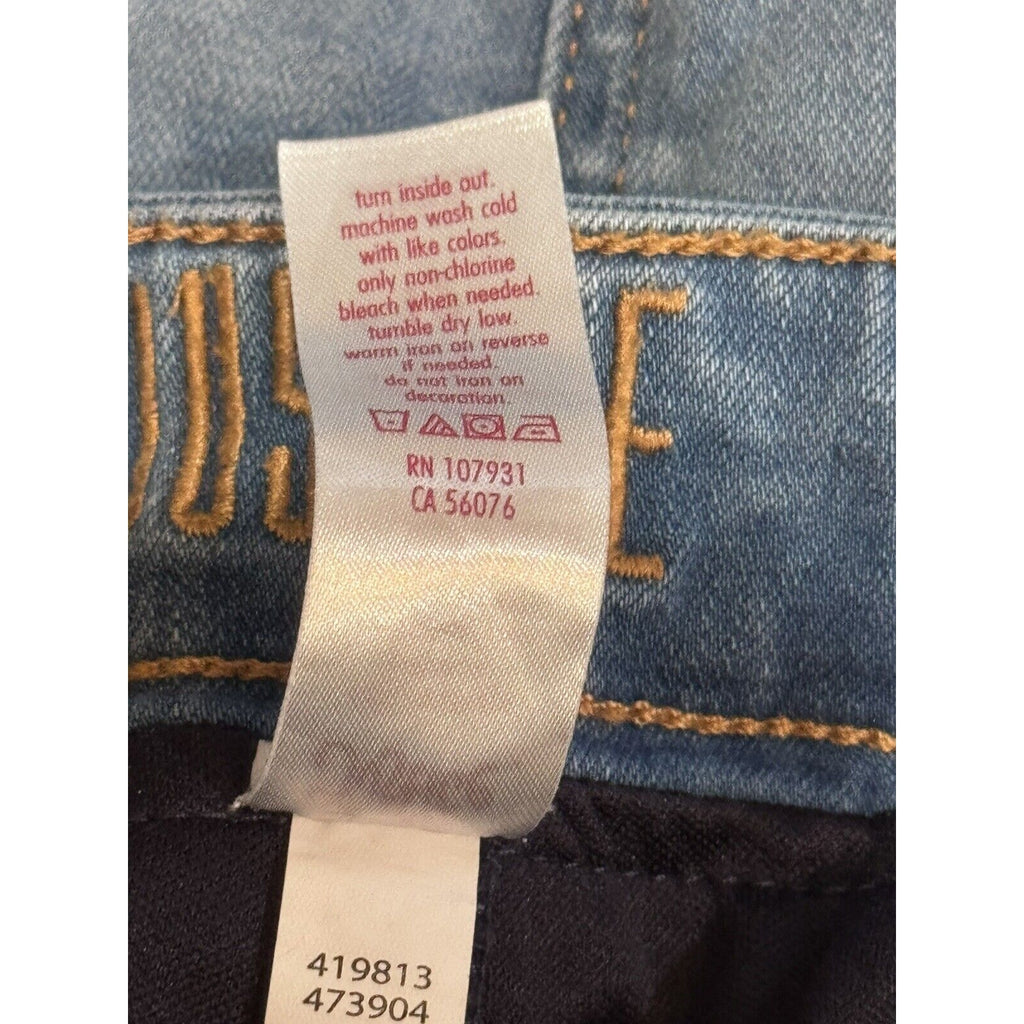 turn inside out.
machine wash cold
with like colors.
only non-chlorine
bleach when needed.
tumble dry low.
warm iron on reverse
if needed.
do not iron on
decoration
RN 107931
CA 56076
E
419813
473904